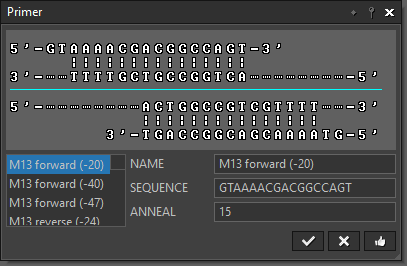 Primer
5'-GTAAAACGACGGCCAGT-3'
3'---TTTTGCTGCCGGTCA---------5'
5'---------ACTGGCCGTCGTTTT---3'
3'-TGACCGGCAGCAAAATG-5'
M13 forward (-20)
M13 forward (-40)
M13 forward (-47)
M13 reverse (-24)
NAME M13 forward (-20)
SEQUENCE GTAAAACGACGGCCAGT
ANNEAL 15